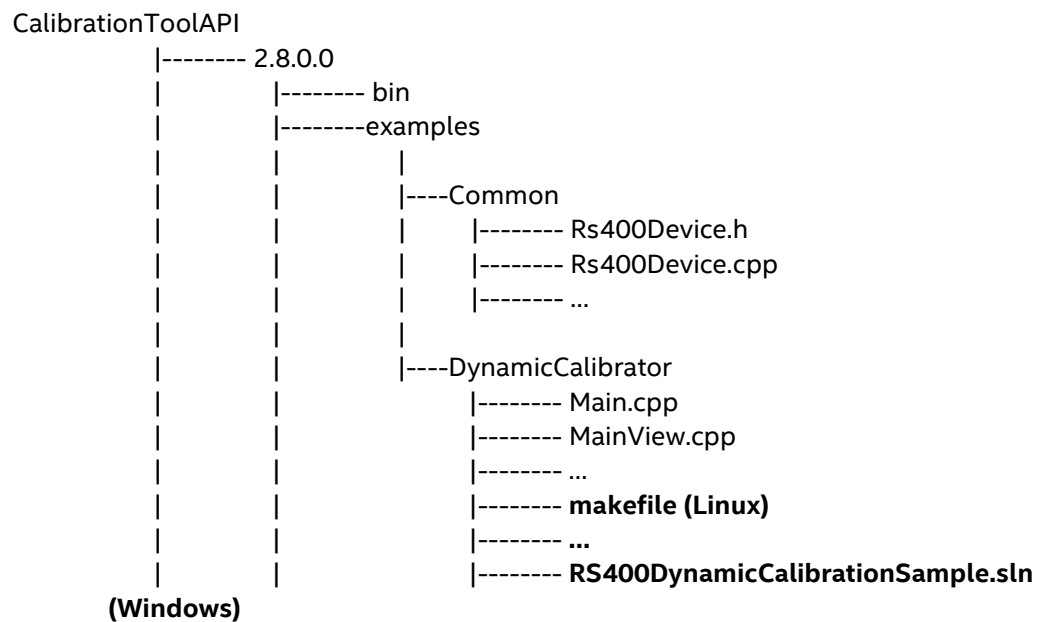 CalibrationToolAPI
|-------- 2.8.0.0
| |-------- bin
| |--------examples
| | |
| | |----Common
| | | |-------- Rs400Device.h
| | | |-------- Rs400Device.cpp
| | | |-------- ...
| | |
| | |----DynamicCalibrator
| | |-------- Main.cpp
| | |-------- MainView.cpp
| | |-------- ...
| | |-------- makefile (Linux)
| | |-------- ...
| | |-------- RS400DynamicCalibrationSample.sln
(Windows)